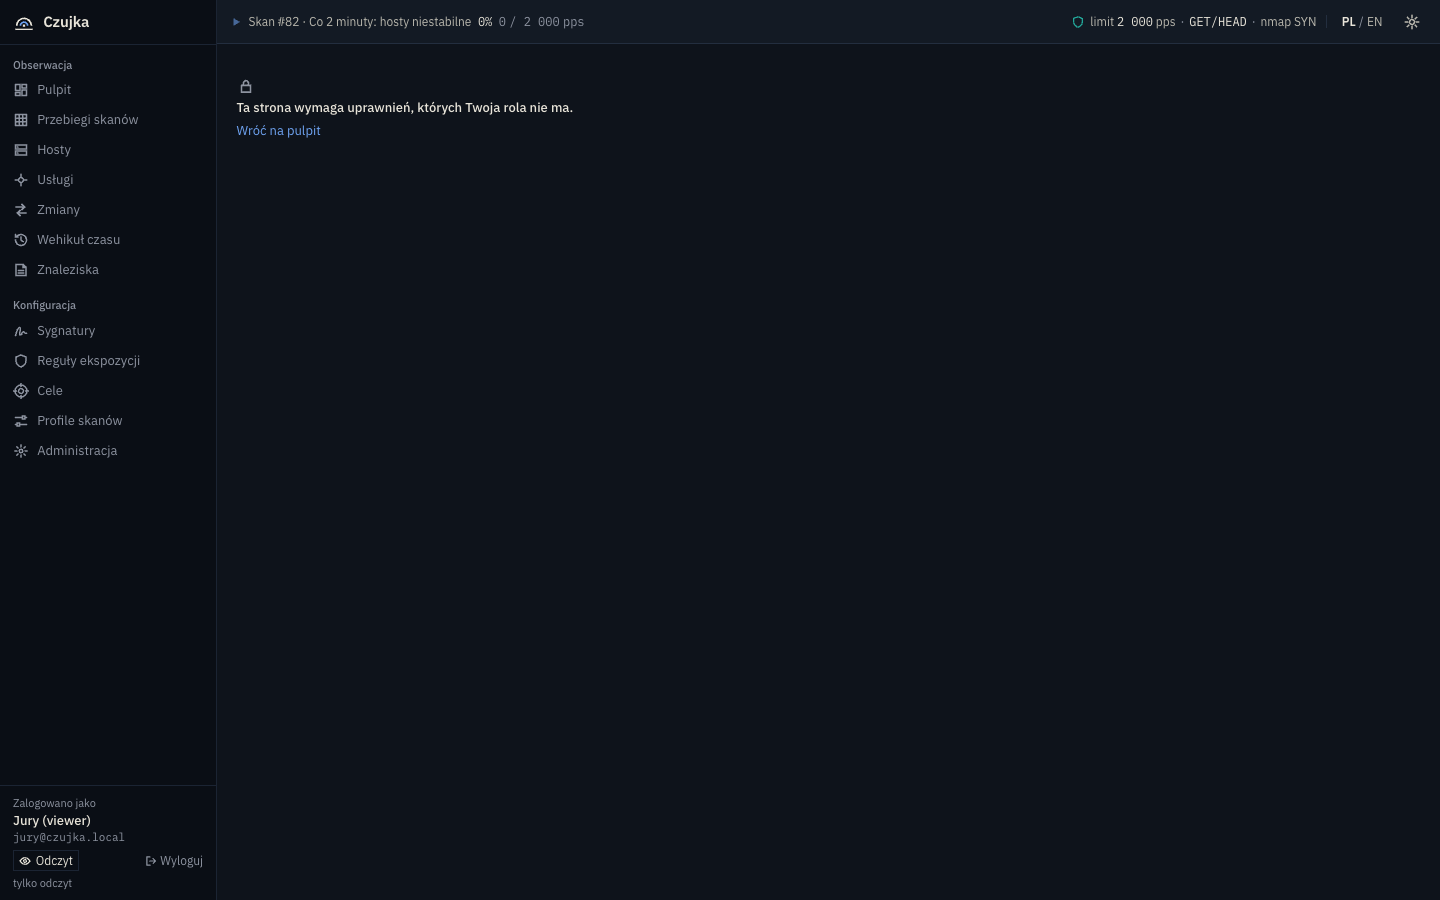 Czujka
Skan #82 · Co 2 minuty: hosty niestabilne 0% 0 / 2 000 pps
limit 2 000 pps · GET/HEAD · nmap SYN
PL / EN
Obserwacja
Pulpit
Przebiegi skanów
Hosty
Usługi
Zmiany
Wehikuł czasu
Znaleziska
Konfiguracja
Sygnatury
Reguły ekspozycji
Cele
Profile skanów
Administracja
Ta strona wymaga uprawnień, których Twoja rola nie ma.
Wróć na pulpit
Zalogowano jako
Jury (viewer)
jury@czujka.local
Odczyt
Wyloguj
tylko odczyt